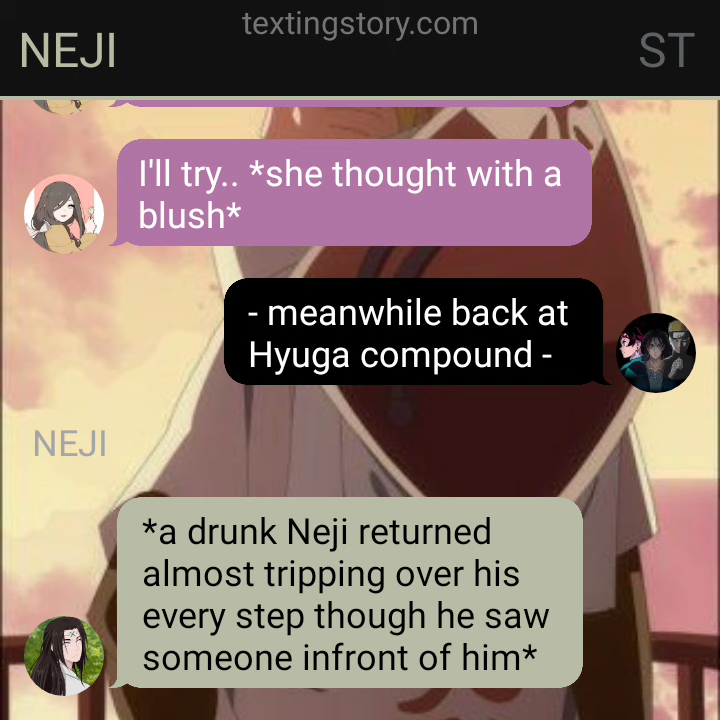 textingstory.com
NEJI
ST
I'll try.. *she thought with a
blush*
- meanwhile back at
Hyuga compound -
NEJI
*a drunk Neji returned
almost tripping over his
every step though he saw
someone infront of him*